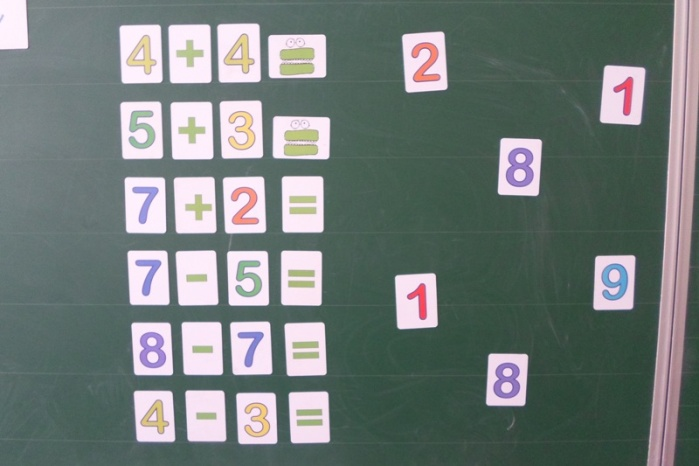 4 + 4 =
5 + 3 =
7 + 2 =
7 - 5 =
8 - 7 =
4 - 3 =
2
1
8
9
1
8